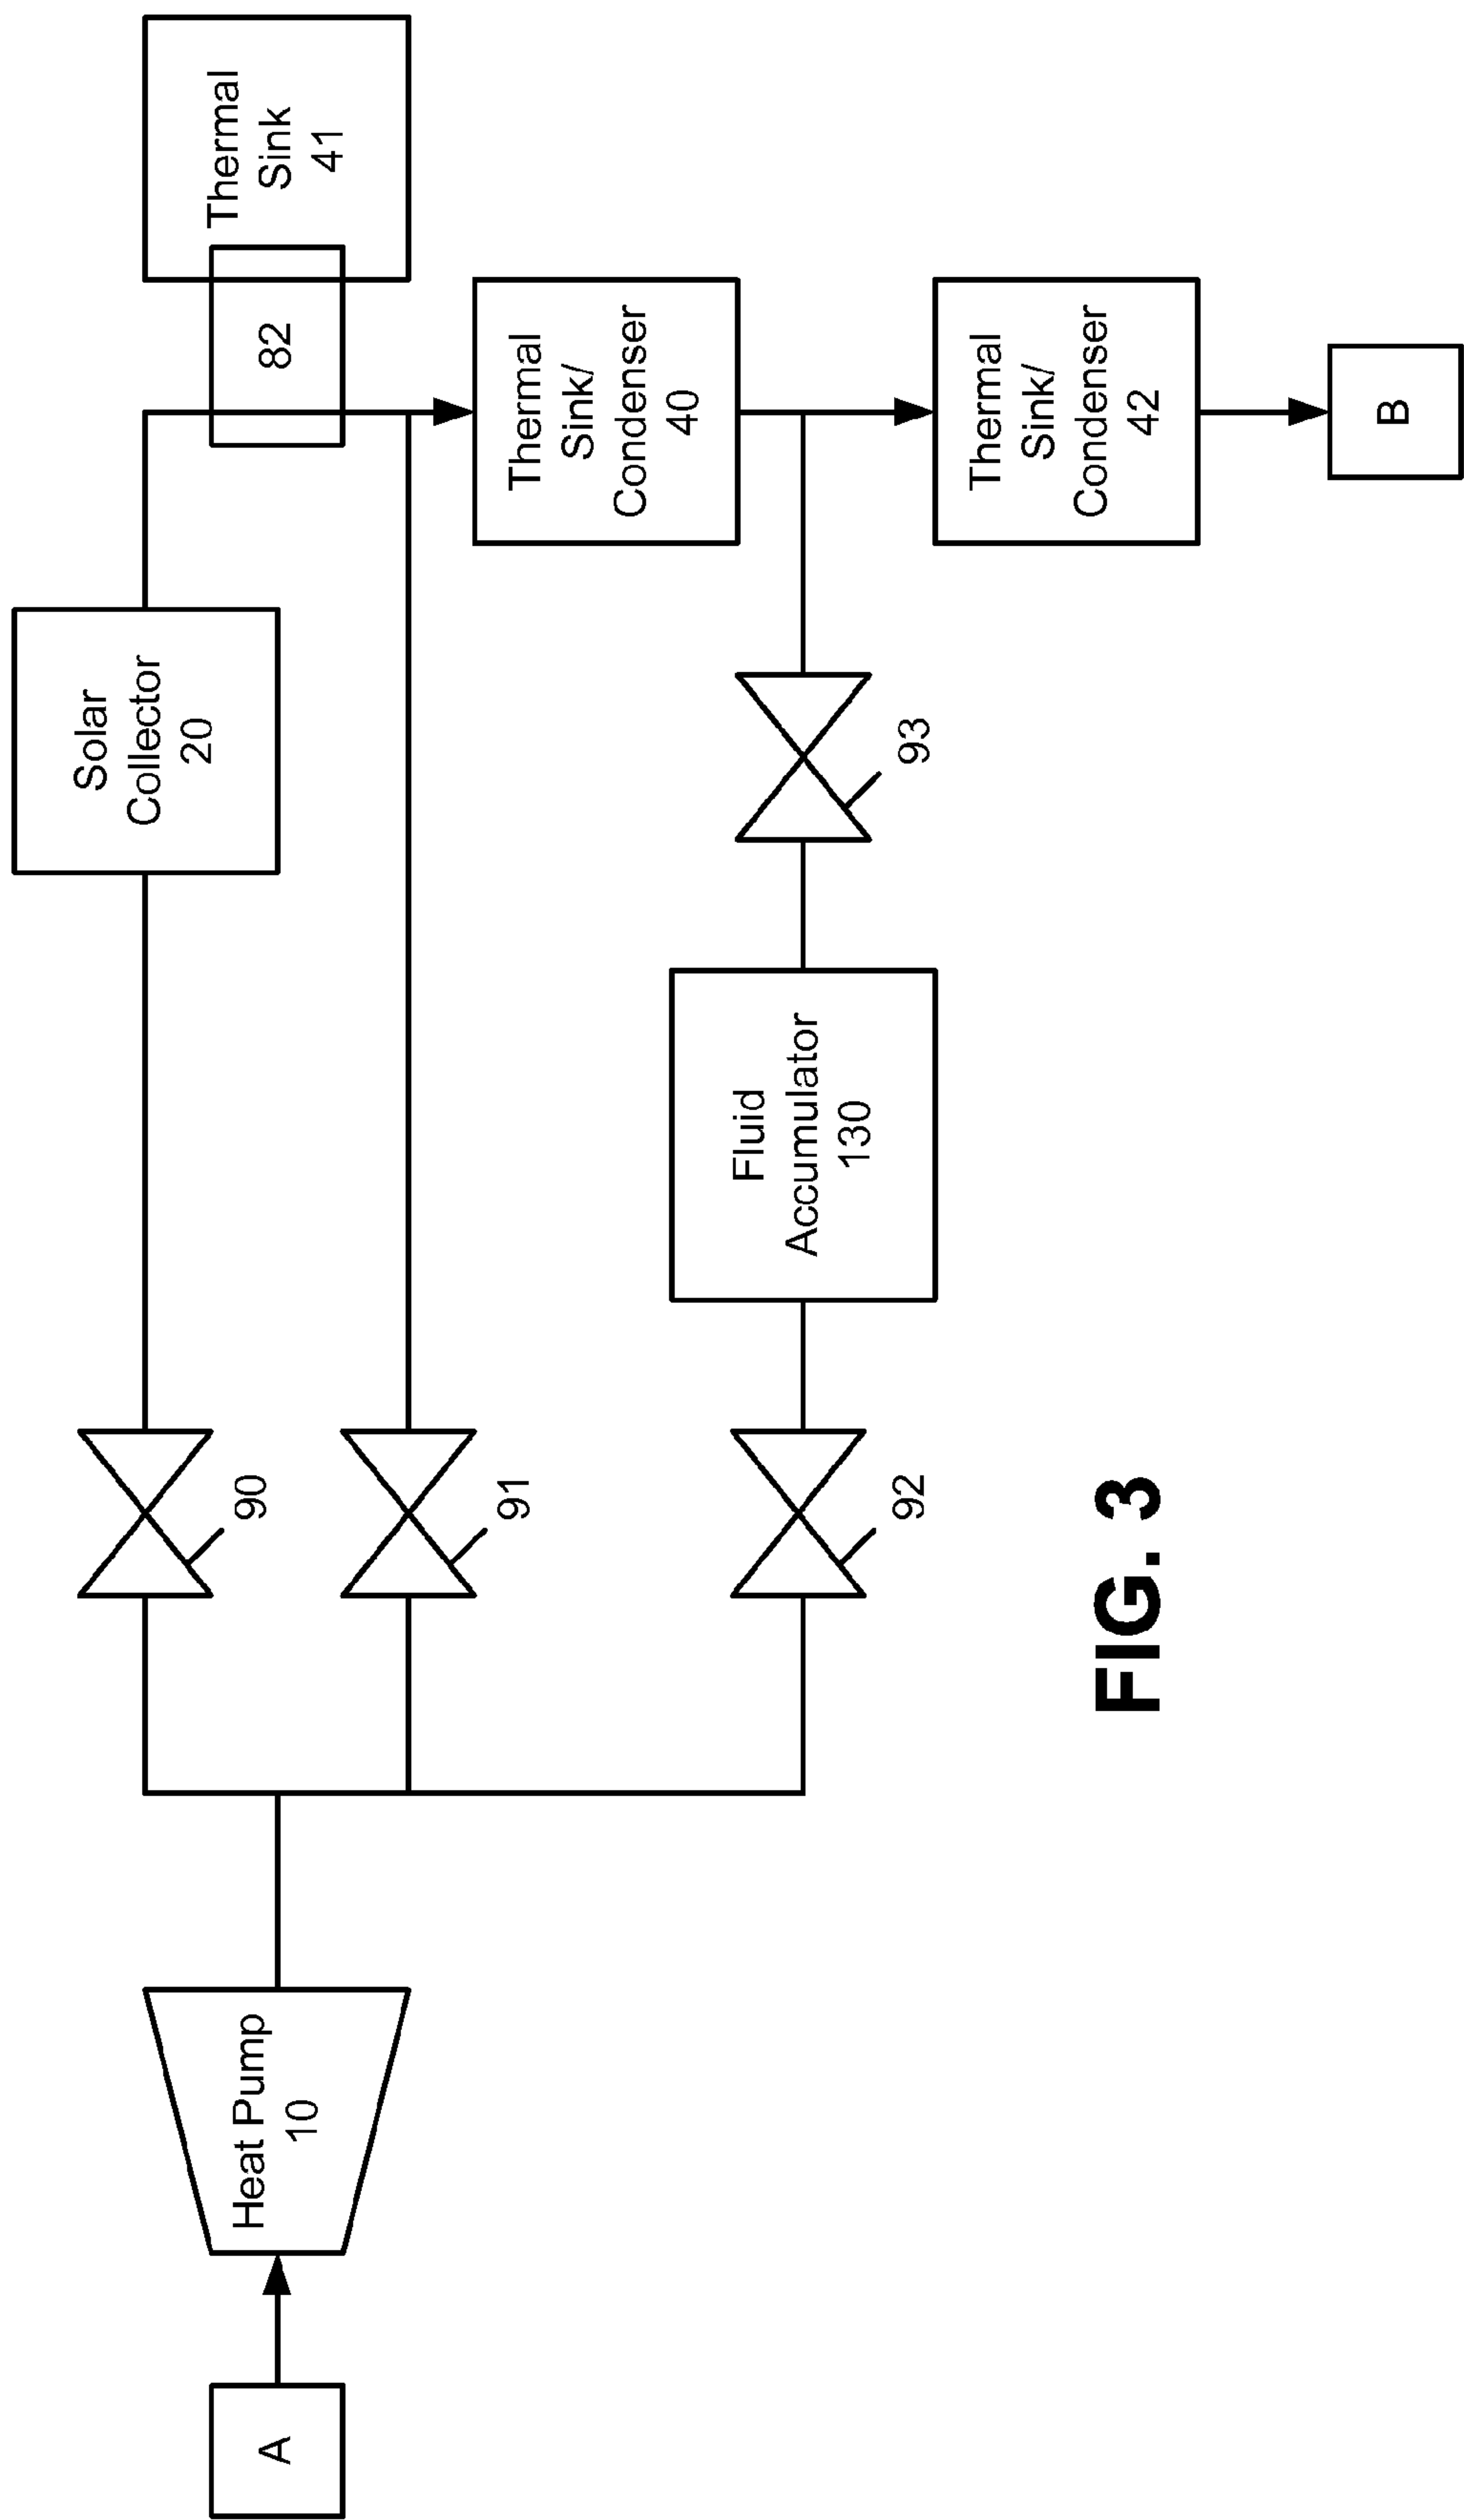 Solar
Collector
20
Thermal
Sink
41
82
90
Heat Pump
10
A
91
Thermal
Sink/
Condenser
40
Fluid
Accumulator
130
92
93
Thermal
Sink/
Condenser
42
B
FIG. 3